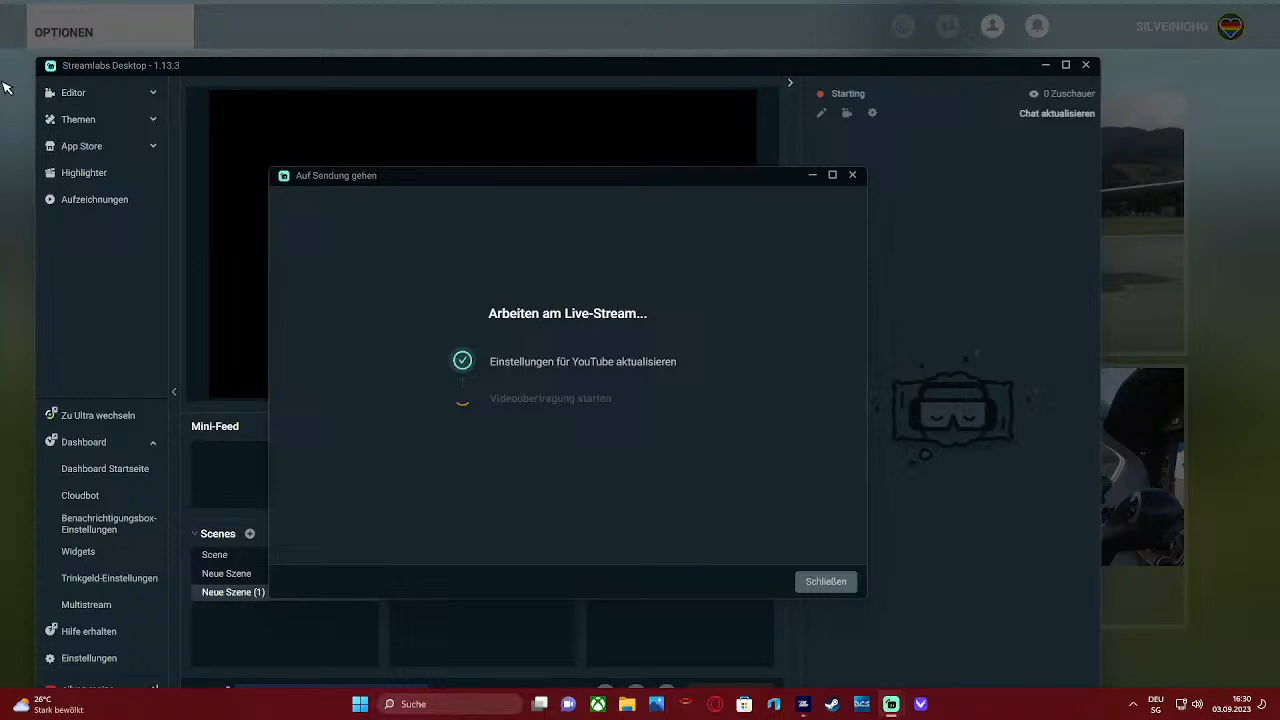 OPTIONEN
SILVEINIOHG
Streamlabs Desktop - 1.13.3
Editor
Themen
App Store
Highlighter
Aufzeichnungen
Starting
0 Zuschauer
Chat aktualisieren
Auf Sendung gehen
Arbeiten am Live-Stream...
Einstellungen für YouTube aktualisieren
Videoübertragung starten
Schließen
Zu Ultra wechseln
Dashboard
Dashboard Startseite
Cloudbot
Benachrichtigungsbox-
Einstellungen
Widgets
Trinkgeld-Einstellungen
Multistream
Hilfe erhalten
Einstellungen
Mini-Feed
Scenes
Scene
Neue Szene
Neue Szene (1)
26°C
Stark bewölkt
Suche
DCS
DEU
SG
16:30
03.09.2023